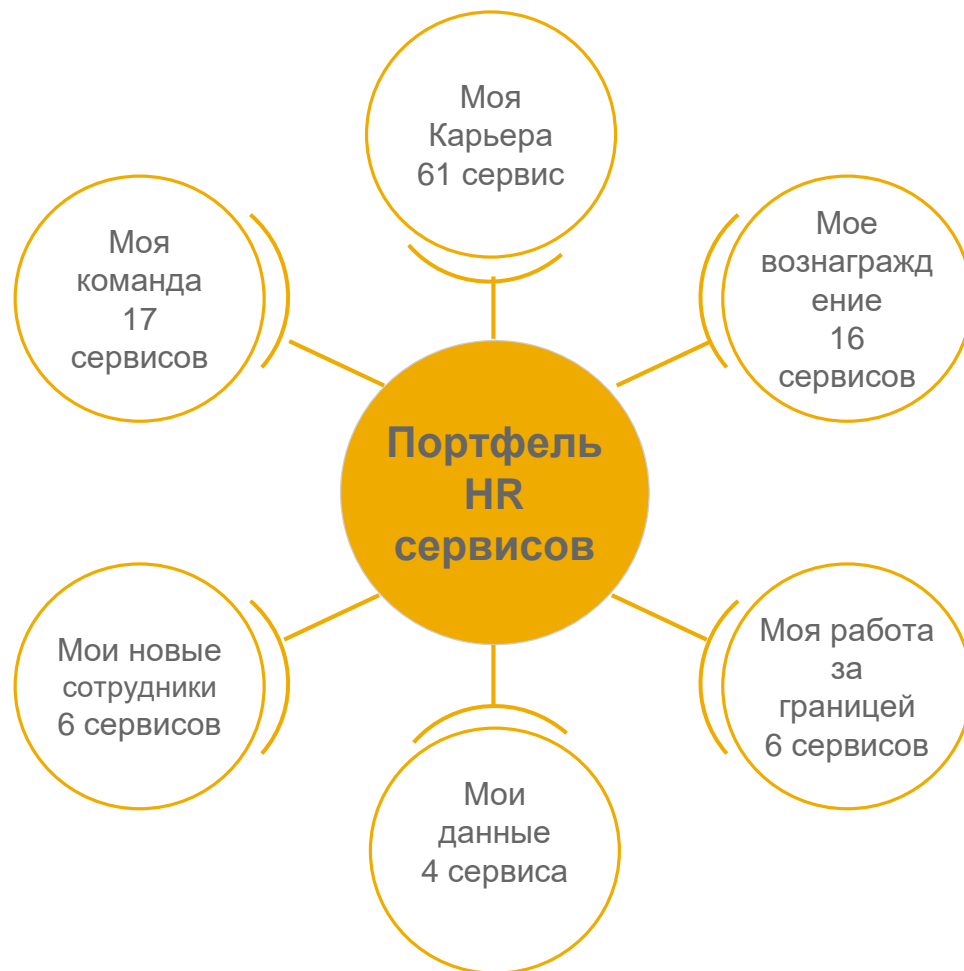 Моя
Карьера
61 сервис
Моя
команда
17
сервисов
Мое
вознагражд
ение
16
сервисов
Портфель
HR
сервисов
Мои новые
сотрудники
6 сервисов
Моя работа
за
границей
6 сервисов
Мои
данные
4 сервиса